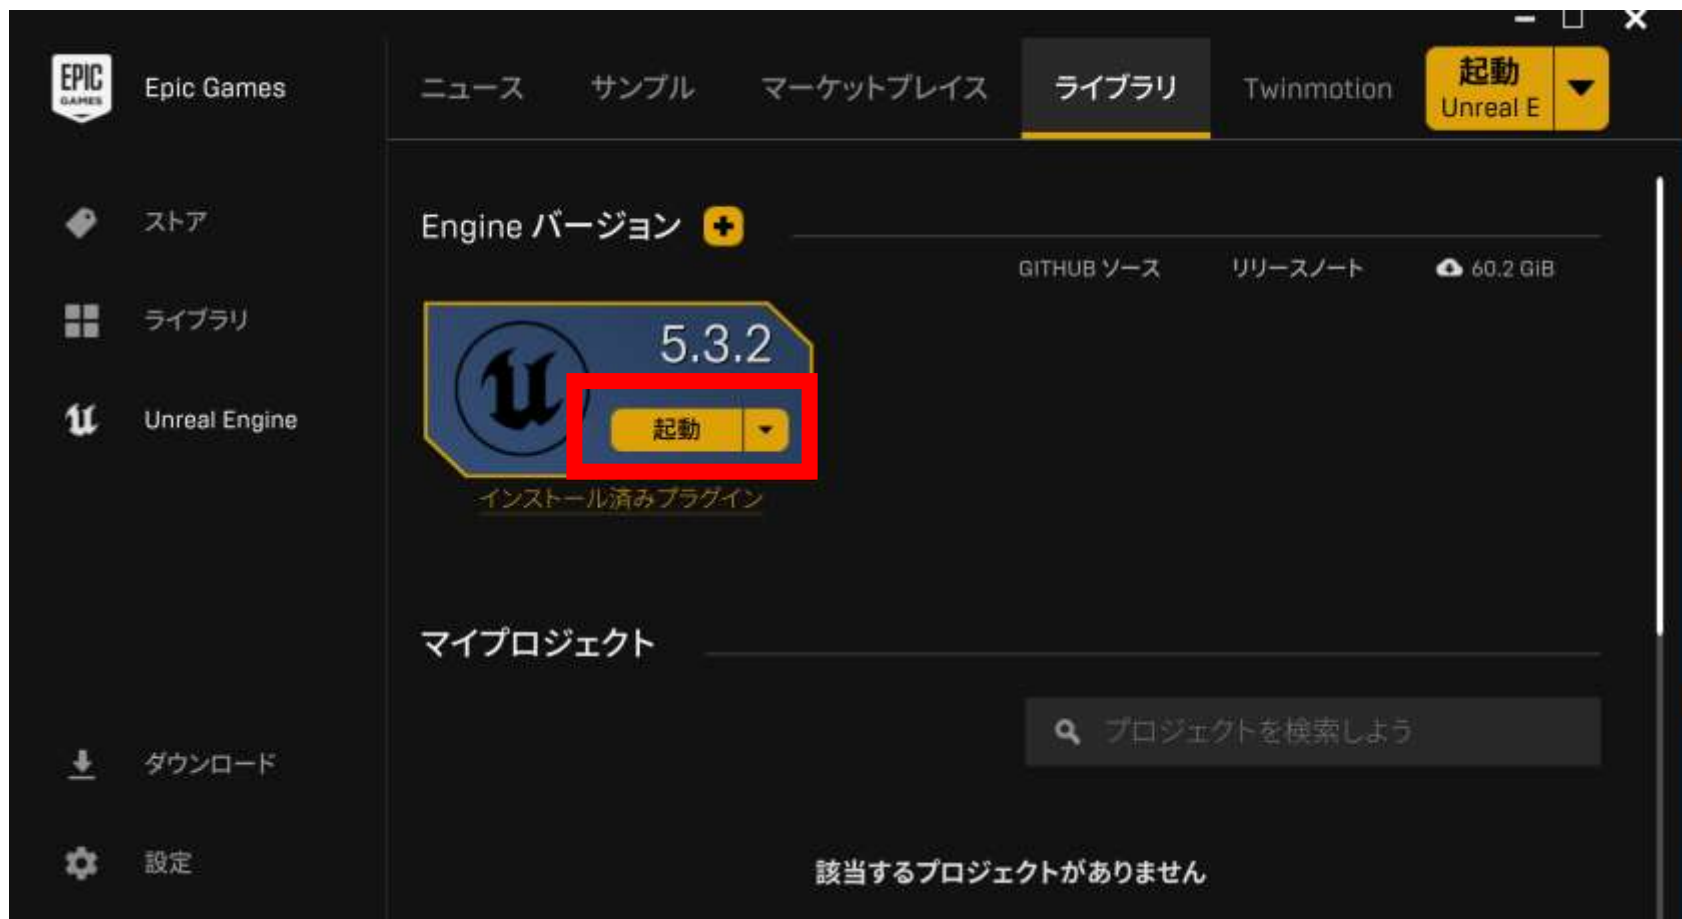 EPIC
GAMES
Epic Games
ニュース
サンプル
マーケットプレイス
ライブラリ
Twinmotion
起動
Unreal E
ストア
ライブラリ
Unreal Engine
ダウンロード
設定
Engine バージョン
GITHUB ソース
リリースノート
60.2 GiB
5.3.2
起動
インストール済みプラグイン
マイプロジェクト
プロジェクトを検索しよう
該当するプロジェクトがありません